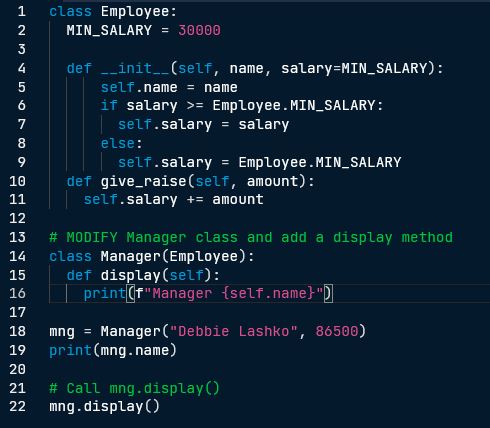 1 class Employee:
2   MIN_SALARY = 30000
3
4   def __init__(self, name, salary=MIN_SALARY):
5       self.name = name
6       if salary >= Employee.MIN_SALARY:
7         self.salary = salary
8       else:
9         self.salary = Employee.MIN_SALARY
10   def give_raise(self, amount):
11     self.salary += amount
12
13 # MODIFY Manager class and add a display method
14 class Manager(Employee):
15   def display(self):
16     print(f"Manager {self.name}")
17
18 mng = Manager("Debbie Lashko", 86500)
19 print(mng.name)
20
21 # Call mng.display()
22 mng.display()